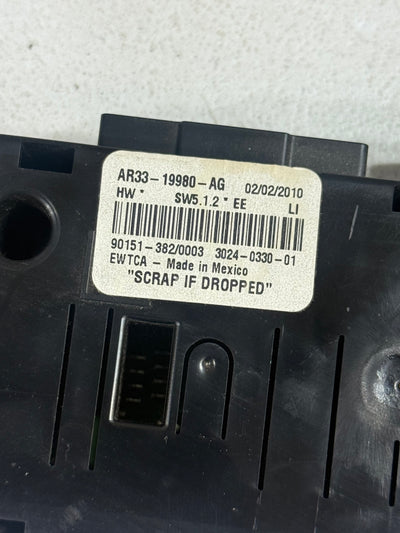 AR33-19980-AG 02/02/2010
HW * SW5.1.2 * EE LI
90151-382/0003 3024-0330-01
EWTCA - Made in Mexico
"SCRAP IF DROPPED"